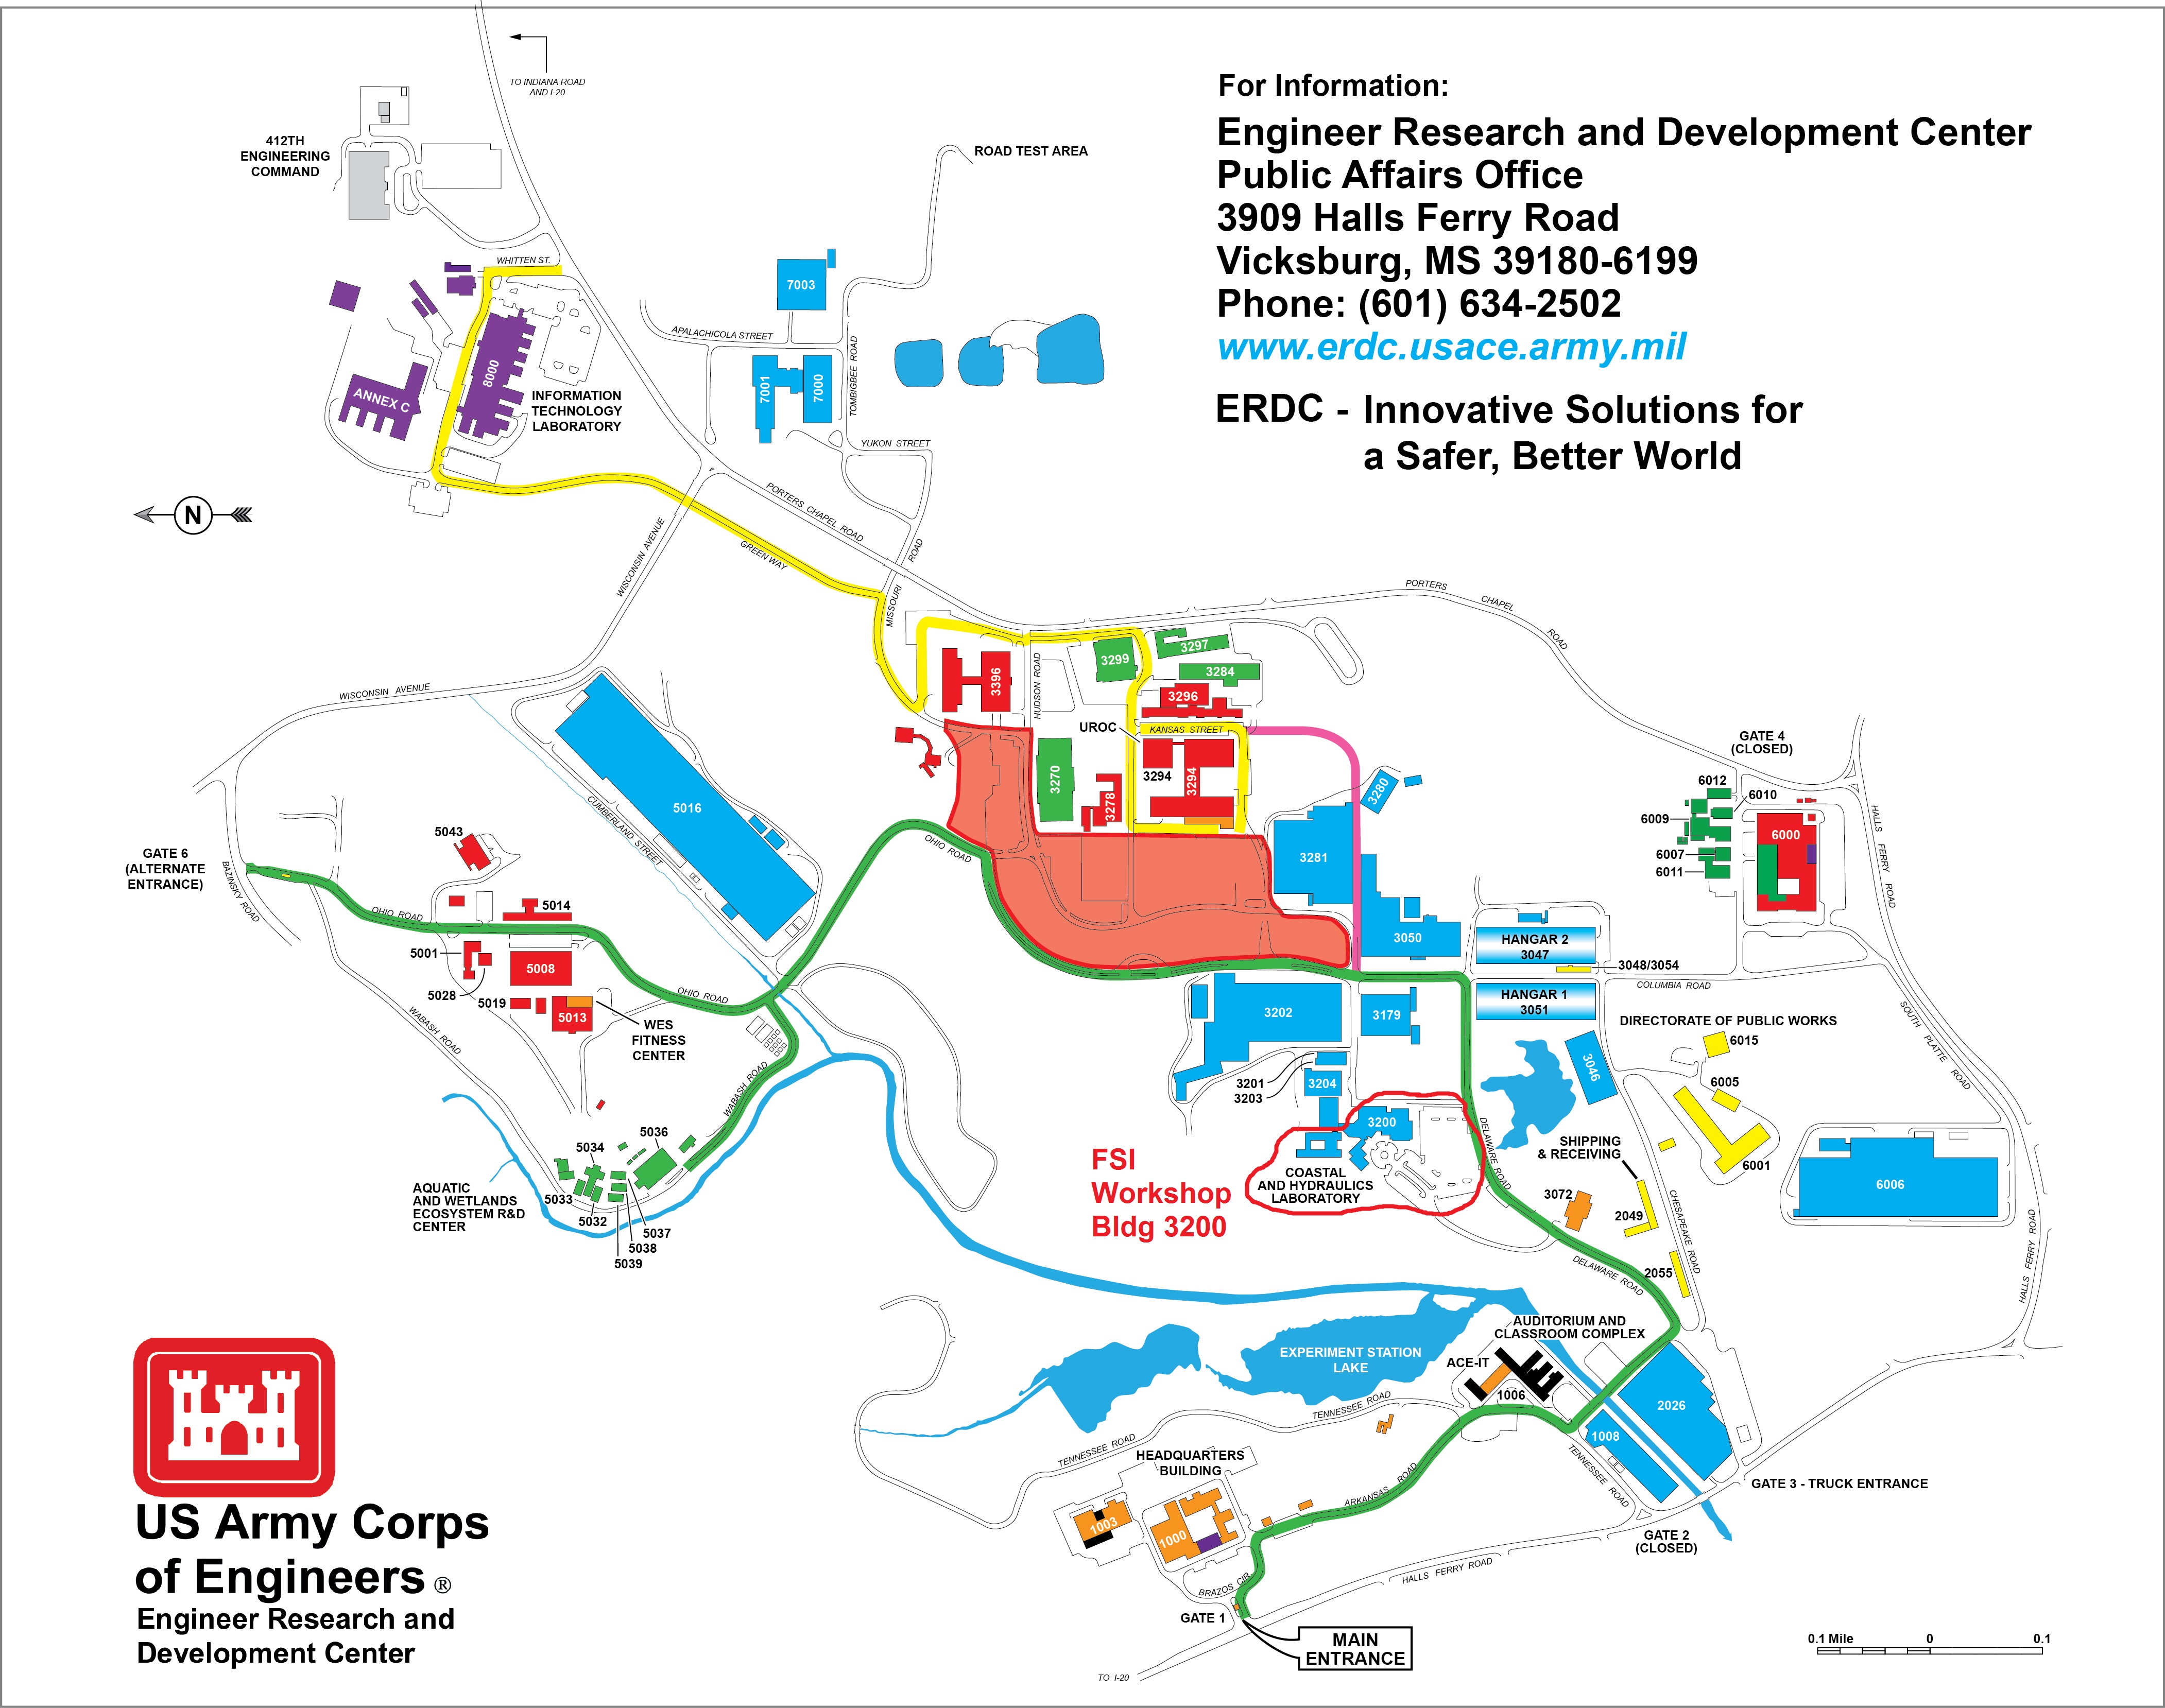 TO INDIANA ROAD
AND I-20
412TH
ENGINEERING
COMMAND
ROAD TEST AREA
For Information:
Engineer Research and Development Center
Public Affairs Office
3909 Halls Ferry Road
Vicksburg, MS 39180-6199
Phone: (601) 634-2502
www.erdc.usace.army.mil
ERDC - Innovative Solutions for
a Safer, Better World
WHITTEN ST.
7003
APALACHICOLA STREET
TOMBIGBEE ROAD
7001
7000
8000
ANNEX C
INFORMATION
TECHNOLOGY
LABORATORY
YUKON STREET
N
PORTERS CHAPEL ROAD
WISCONSIN AVENUE
GREEN WAY
MISSOURI ROAD
PORTERS CHAPEL ROAD
3396
HUDSON ROAD
3299
3297
3284
3296
UROC
KANSAS STREET
3294
3294
3270
3278
3280
3281
3050
WISCONSIN AVENUE
5016
CUMBERLAND STREET
OHIO ROAD
GATE 4
(CLOSED)
6012
6010
6009
6007
6011
6000
HALLS FERRY ROAD
GATE 6
(ALTERNATE
ENTRANCE)
BAZINSKY ROAD
5043
OHIO ROAD
5014
5001
5008
5028
5019
5013
OHIO ROAD
WES
FITNESS
CENTER
WABASH ROAD
WABASH ROAD
HANGAR 2
3047
3048/3054
COLUMBIA ROAD
HANGAR 1
3051
SOUTH PLATTE ROAD
3202
3179
3201
3203
3204
3200
DIRECTORATE OF PUBLIC WORKS
6015
3046
6005
6001
6006
SHIPPING
& RECEIVING
DELAWARE ROAD
FSI
Workshop
Bldg 3200
COASTAL
AND HYDRAULICS
LABORATORY
3072
2049
CHESAPEAKE ROAD
2055
DELAWARE ROAD
HALLS FERRY ROAD
5036
5034
5033
5032
5037
5038
5039
AQUATIC
AND WETLANDS
ECOSYSTEM R&D
CENTER
EXPERIMENT STATION
LAKE
AUDITORIUM AND
CLASSROOM COMPLEX
ACE-IT
1006
2026
1008
TENNESSEE ROAD
TENNESSEE ROAD
TENNESSEE ROAD
HEADQUARTERS
BUILDING
1003
1000
ARKANSAS ROAD
BRAZOS CIR.
GATE 3 - TRUCK ENTRANCE
GATE 2
(CLOSED)
HALLS FERRY ROAD
GATE 1
MAIN
ENTRANCE
TO I-20
0.1 Mile 0 0.1
US Army Corps
of Engineers ®
Engineer Research and
Development Center